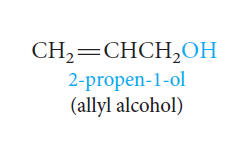 CH₂=CHCH₂OH
2-propen-1-ol
(allyl alcohol)